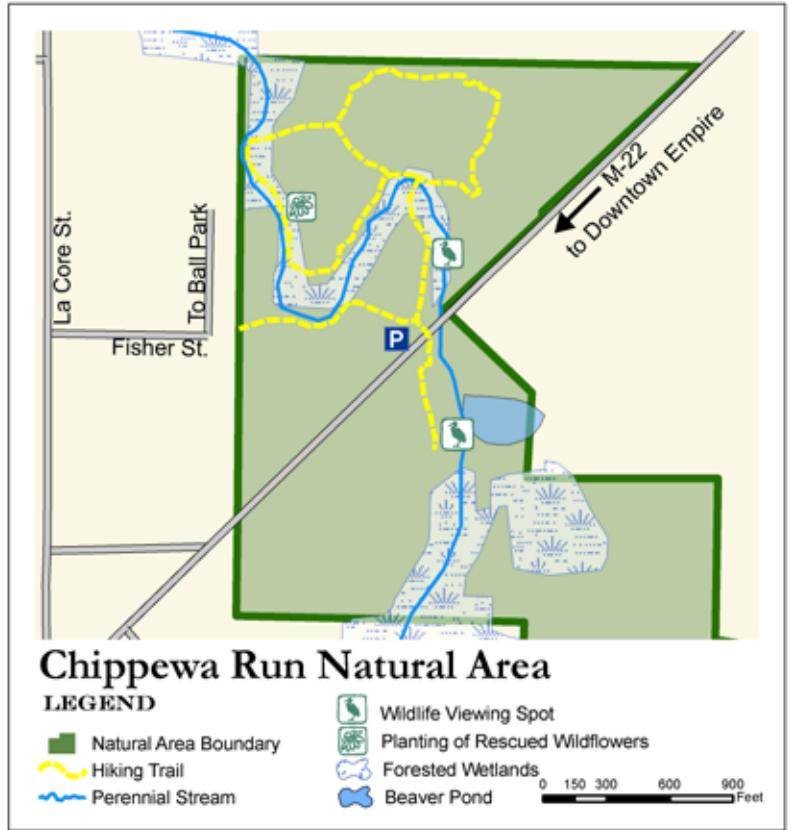 M-22
to Downtown Empire
La Core St.
To Ball Park
Fisher St.
P
Chippewa Run Natural Area
LEGEND
Natural Area Boundary
Hiking Trail
Perennial Stream
Wildlife Viewing Spot
Planting of Rescued Wildflowers
Forested Wetlands
Beaver Pond
0 150 300 600 900
Feet